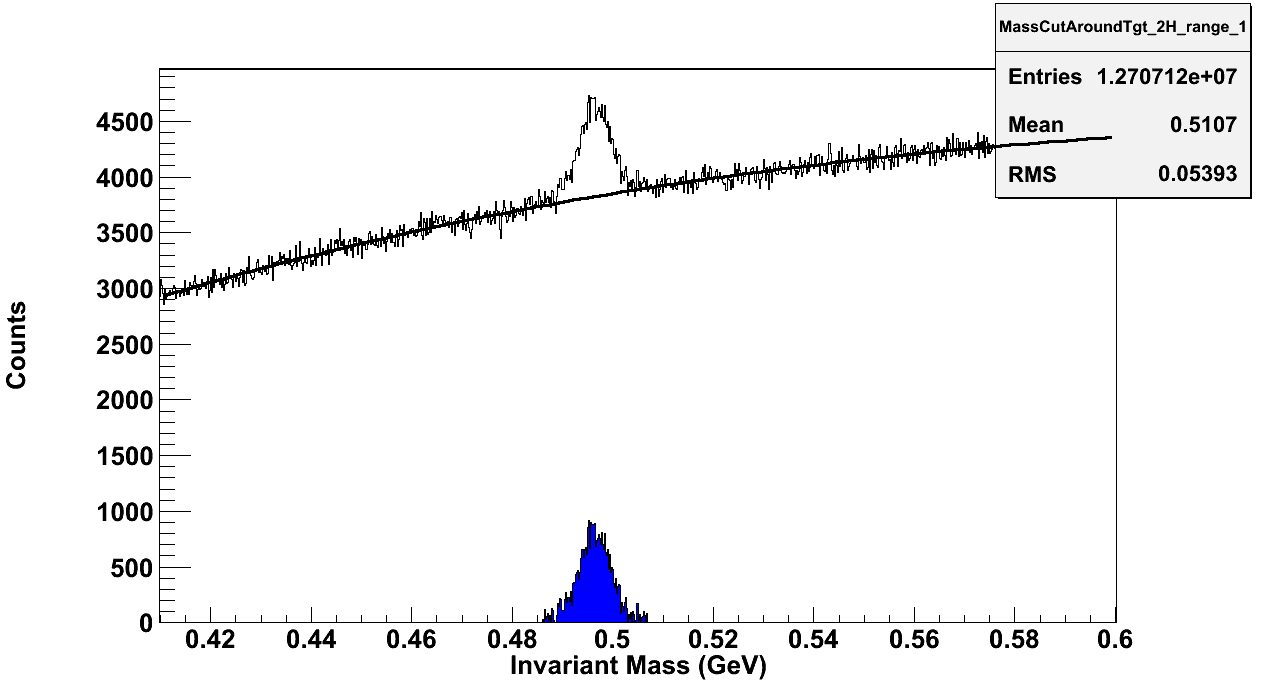 MassCutAroundTgt_2H_range_1
Entries 1.270712e+07
Mean 0.5107
RMS 0.05393
Counts
4500
4000
3500
3000
2500
2000
1500
1000
500
0
0.42 0.44 0.46 0.48 0.5 0.52 0.54 0.56 0.58 0.6
Invariant Mass (GeV)